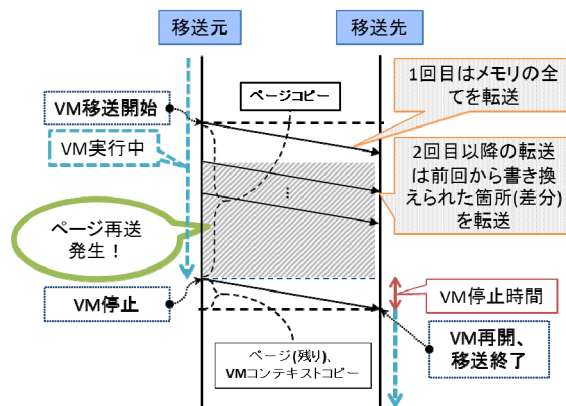 移送元
移送先
VM移送開始
ページコピー
1回目はメモリの
全てを転送
VM実行中
2回目以降の転送
は前回から書き換
えられた箇所(差分)
を転送
…
ページ再送
発生！
VM停止
VM停止時間
VM再開、
移送終了
ページ(残り)、
VMコンテキストコピー